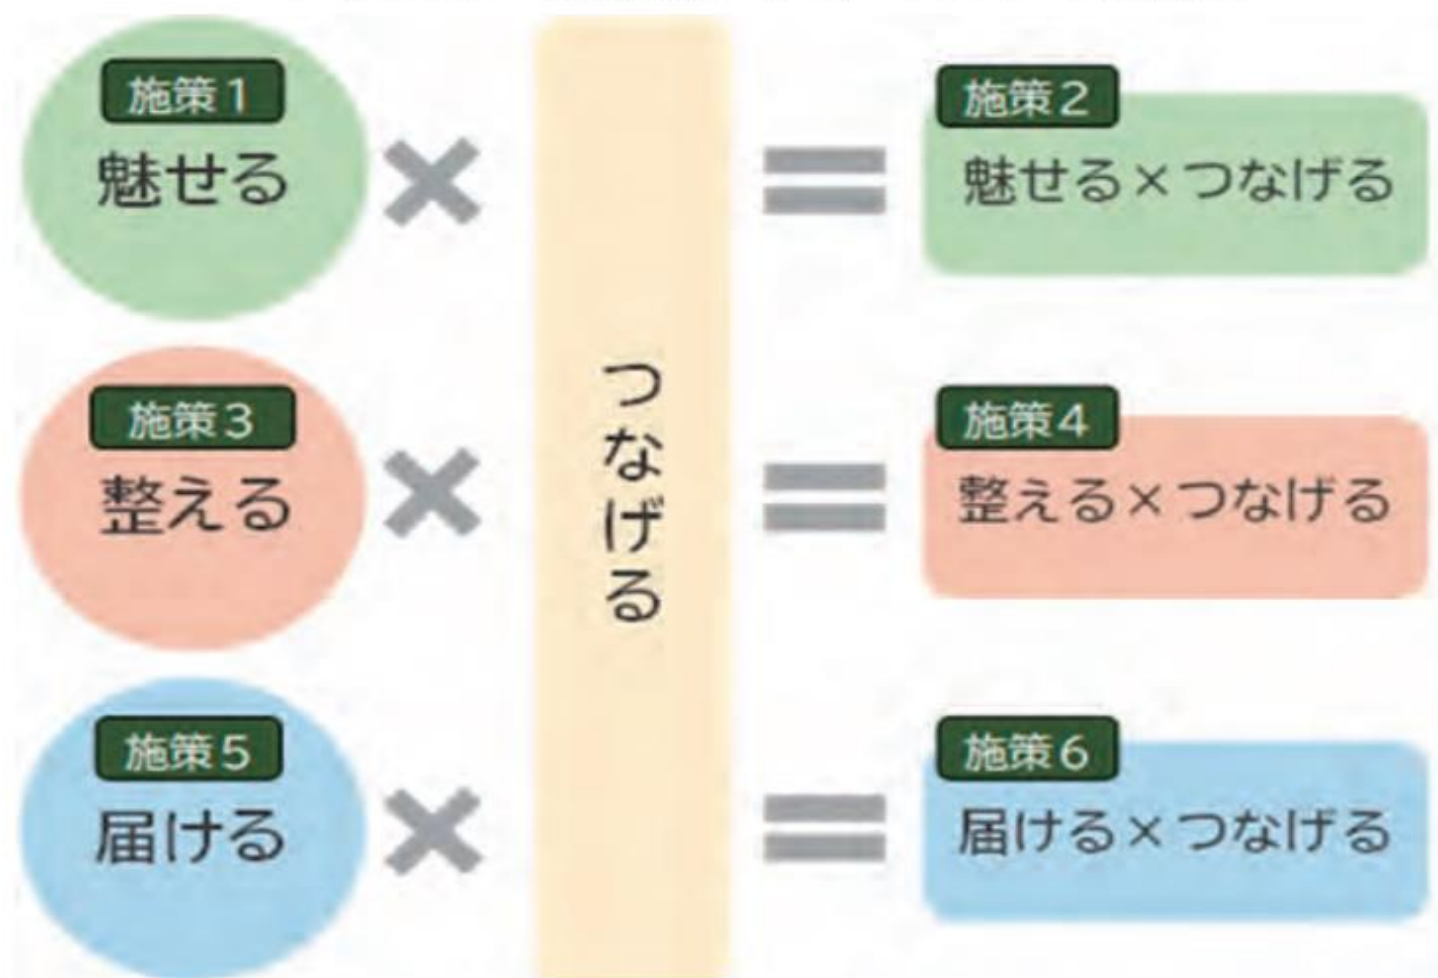 施策1
魅せる
×
つなげる
=
施策2
魅せる×つなげる
施策3
整える
×
=
施策4
整える×つなげる
施策5
届ける
×
=
施策6
届ける×つなげる